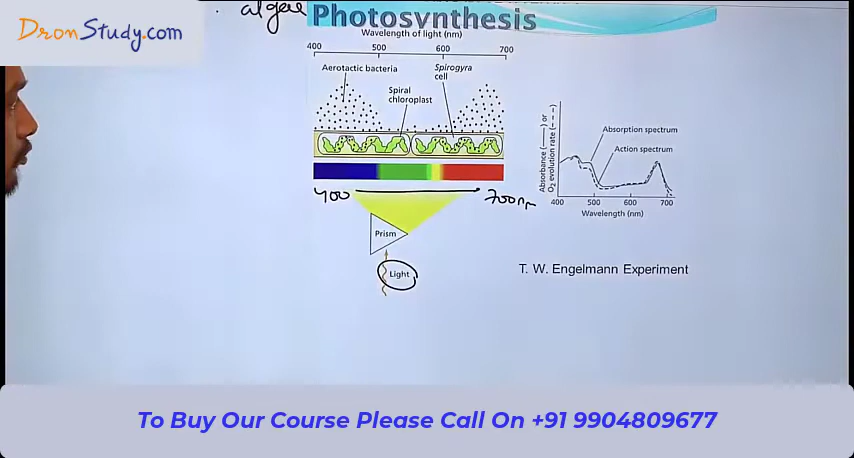 DronStudy.com
. algae
Photosynthesis
Wavelength of light (nm)
400 500 600 700
Aerotactic bacteria
Spirogyra
cell
Spiral
chloroplast
400
700nm
Prism
Light
Absorbance (—) or
O₂ evolution rate (- - -)
Absorption spectrum
Action spectrum
400 500 600 700
Wavelength (nm)
T. W. Engelmann Experiment
To Buy Our Course Please Call On +91 9904809677